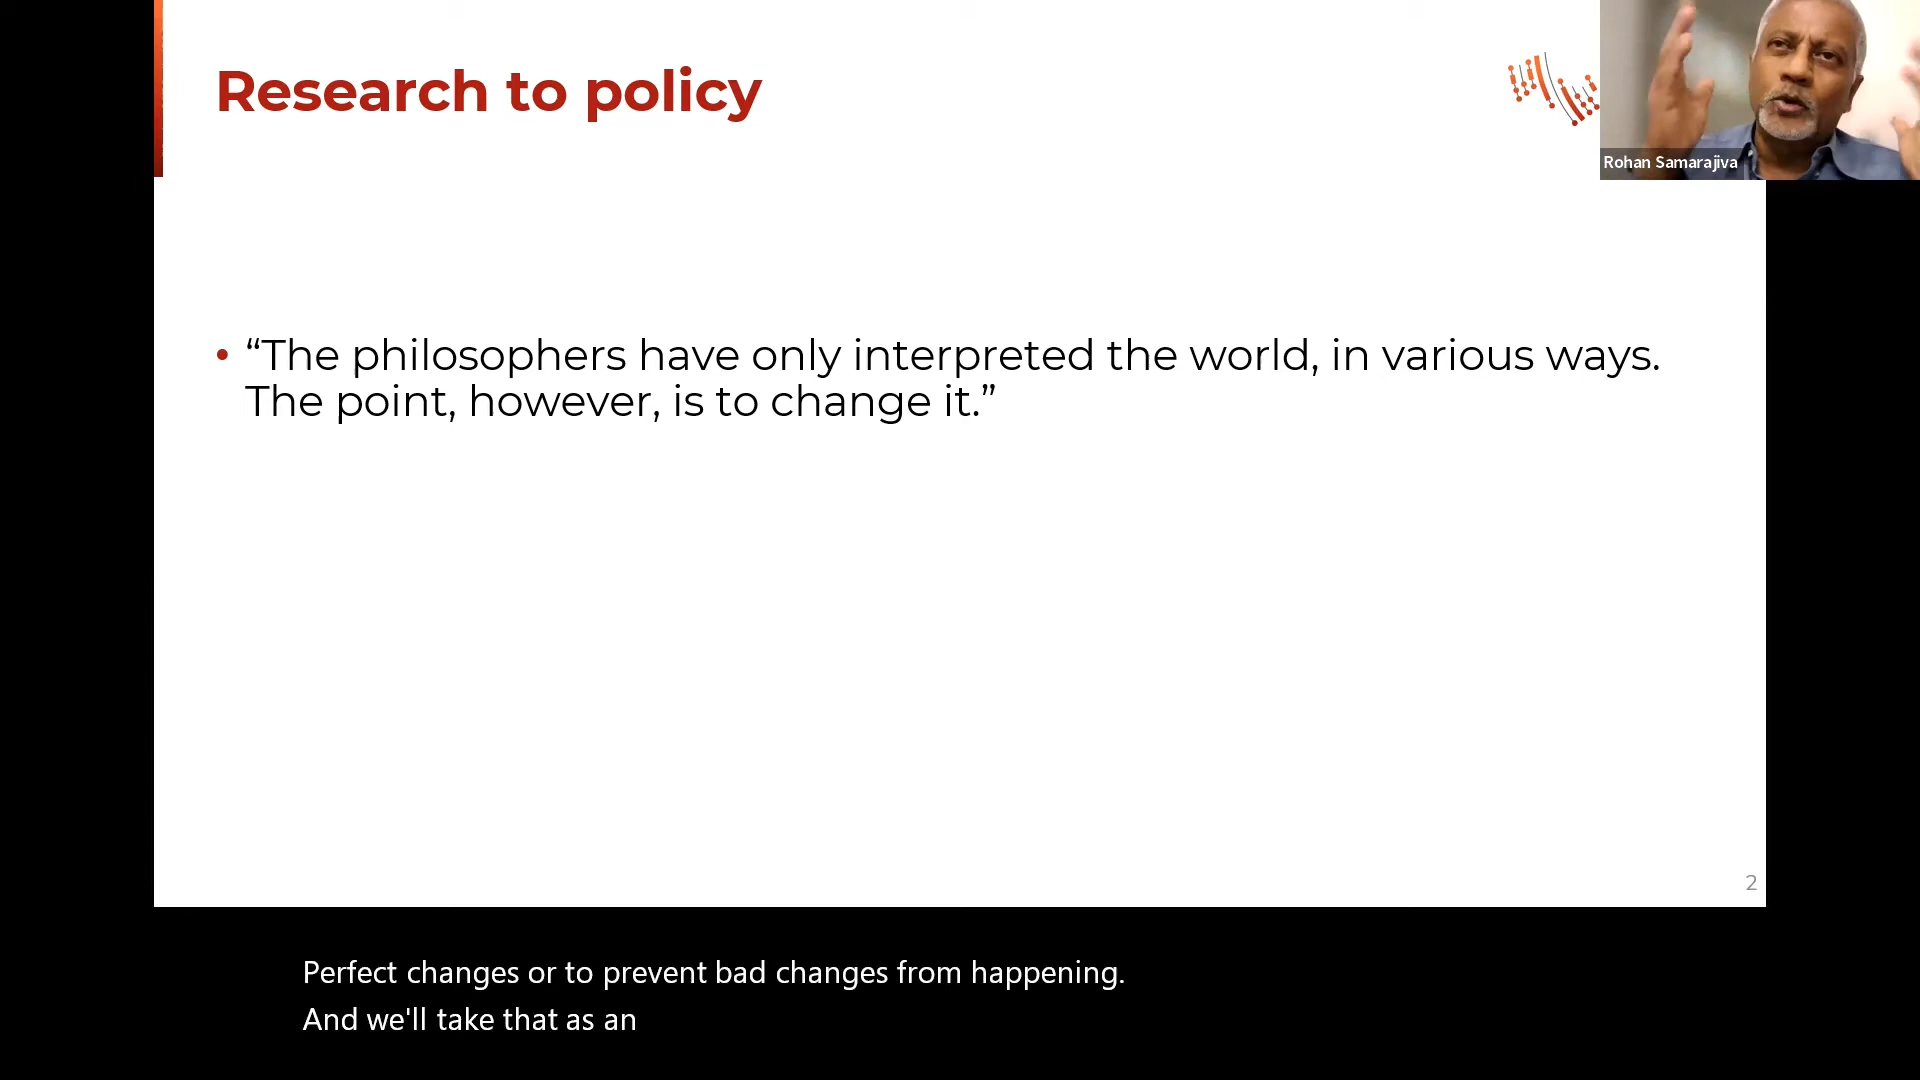 Research to policy
Rohan Samarajiva
• “The philosophers have only interpreted the world, in various ways.
The point, however, is to change it.”
2
Perfect changes or to prevent bad changes from happening.
And we'll take that as an